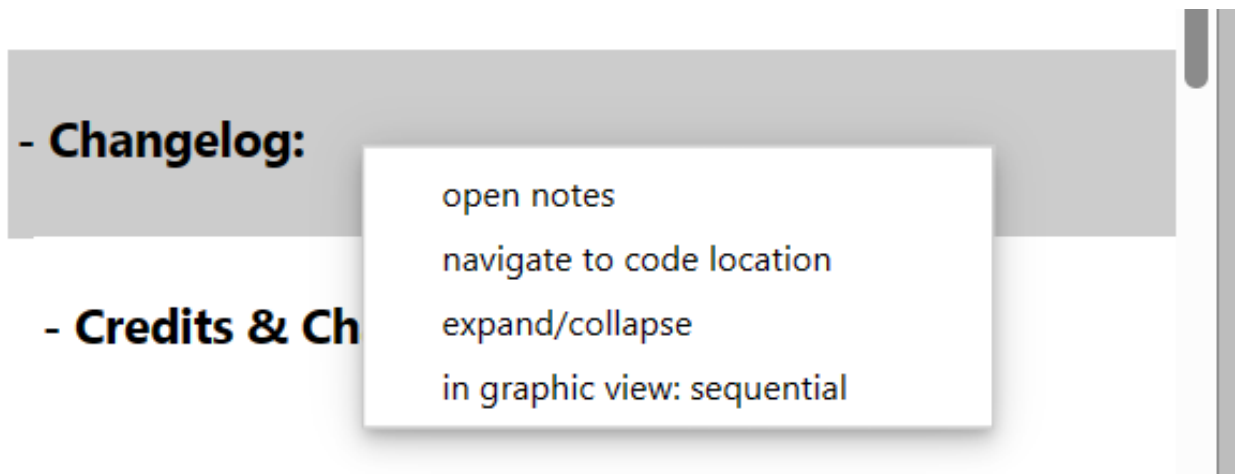 - Changelog:
open notes
navigate to code location
- Credits & Ch
expand/collapse
in graphic view: sequential